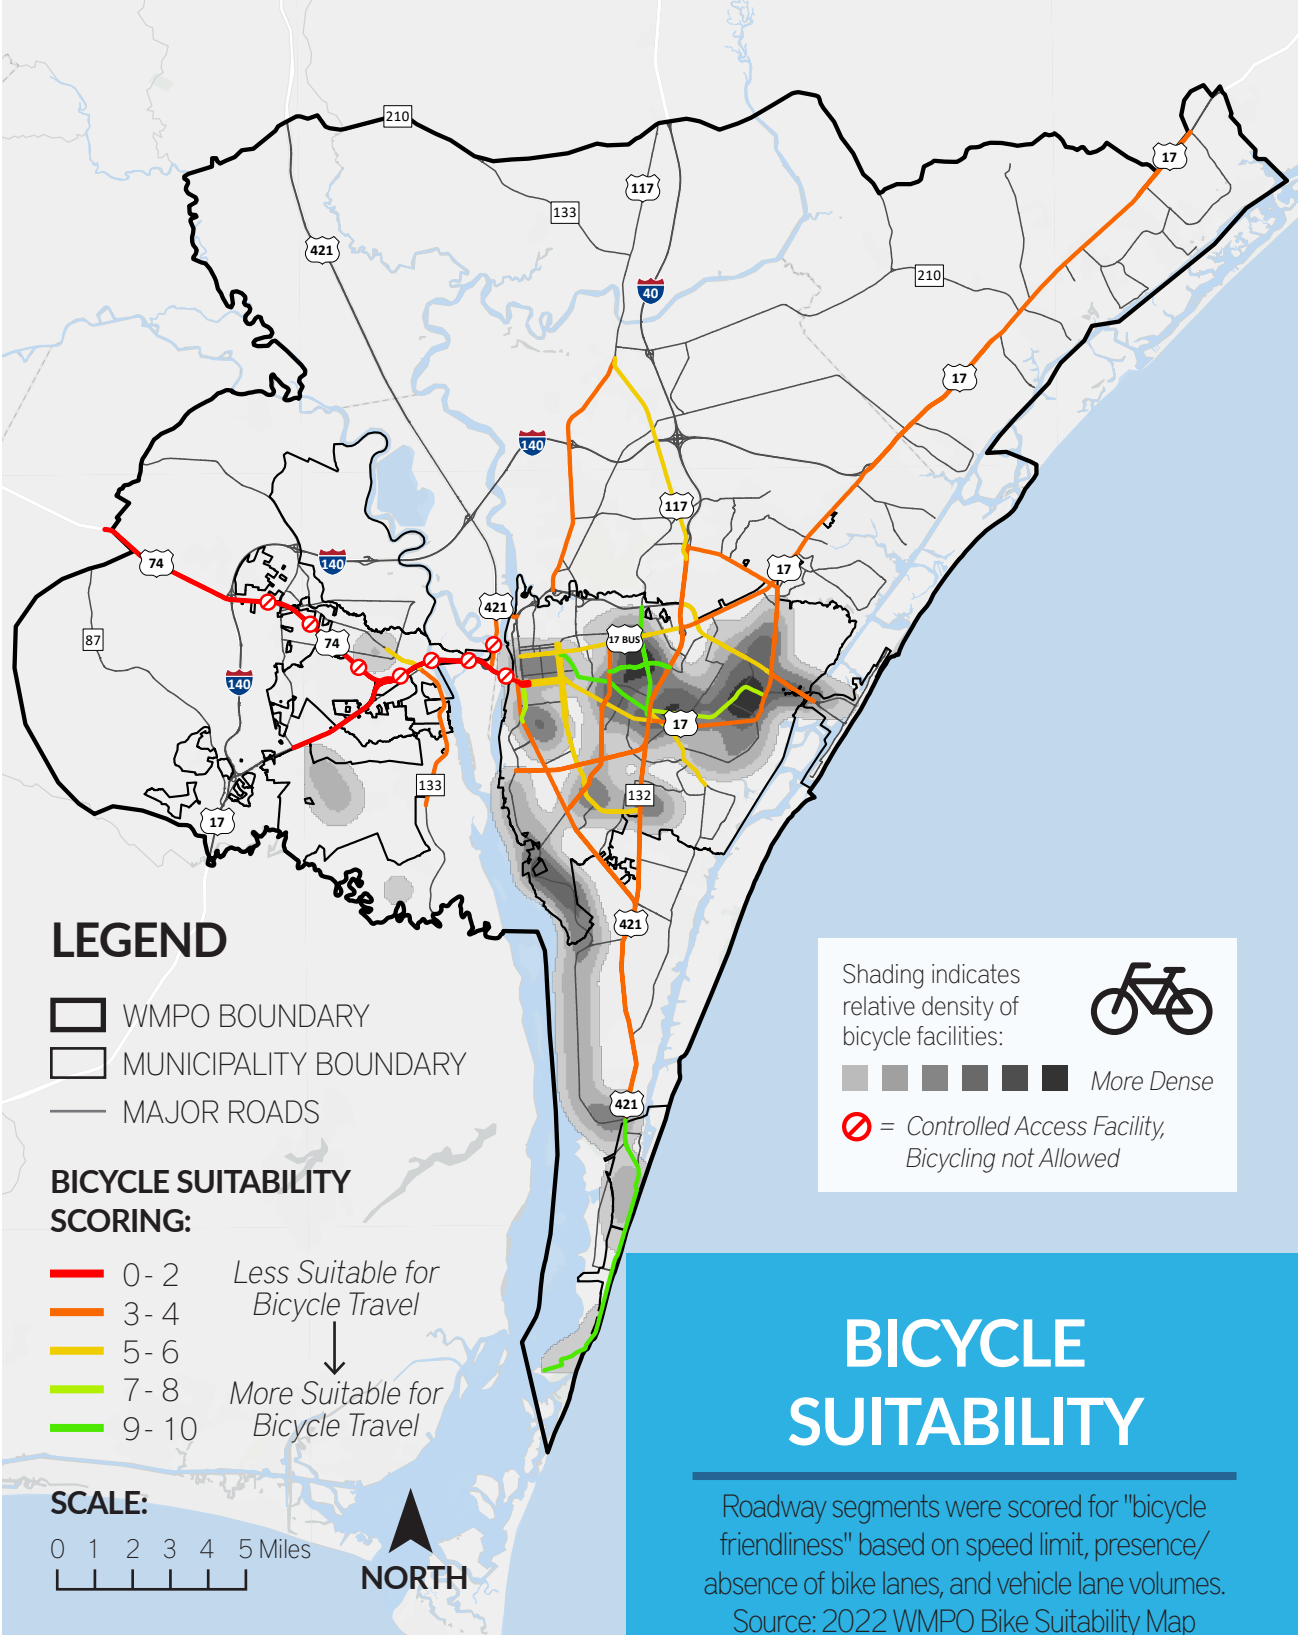 210
17
117
133
421
210
40
17
140
117
74
140
17
421
87
74
17 BUS
140
17
133
132
17
421
LEGEND
WMPO BOUNDARY
MUNICIPALITY BOUNDARY
MAJOR ROADS
421
Shading indicates
relative density of
bicycle facilities:
More Dense
= Controlled Access Facility,
Bicycling not Allowed
BICYCLE SUITABILITY
SCORING:
0 - 2
3 - 4
5 - 6
7 - 8
9 - 10
Less Suitable for
Bicycle Travel
More Suitable for
Bicycle Travel
SCALE:
0 1 2 3 4 5 Miles
NORTH
BICYCLE
SUITABILITY
Roadway segments were scored for "bicycle
friendliness" based on speed limit, presence/
absence of bike lanes, and vehicle lane volumes.
Source: 2022 WMPO Bike Suitability Map